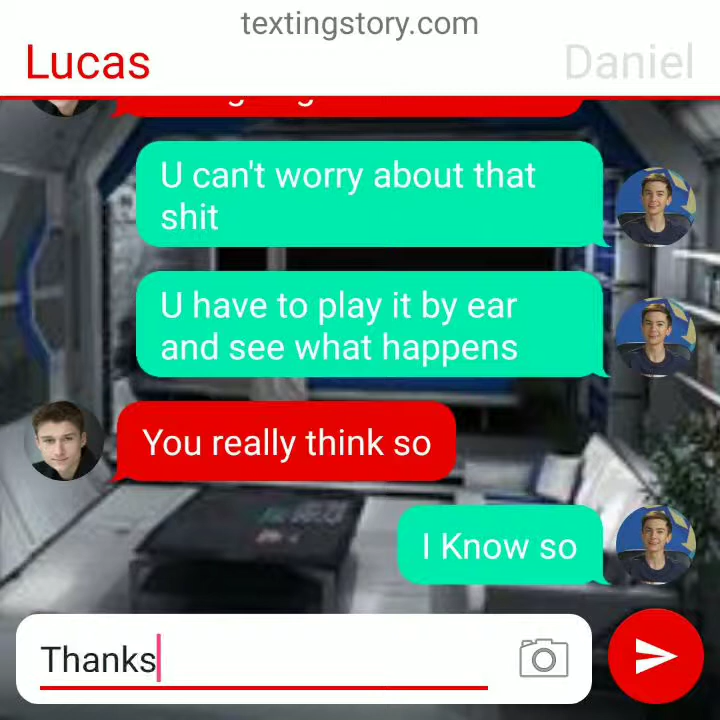 textingstory.com
Lucas
Daniel
U can't worry about that
shit
U have to play it by ear
and see what happens
You really think so
I Know so
Thanks